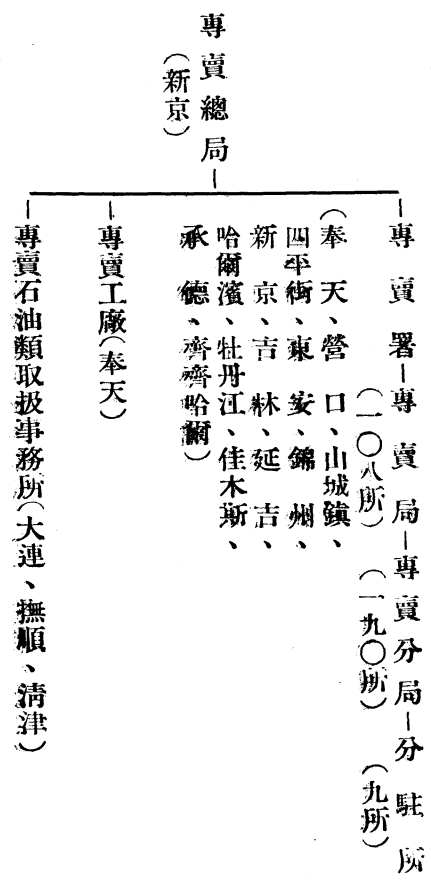 專賣總局
(新京)
專賣署—專賣局—專賣分局—分駐所
(一〇八所)
(一九〇所)
(九所)
(奉天、營口、山城鎮、
四平街、東安、錦州、
新京、吉林、延吉、
哈爾濱、牡丹江、佳木斯、
承德、齊齊哈爾)
專賣工廠(奉天)
專賣石油類取扱事務所(大連、撫順、清津)